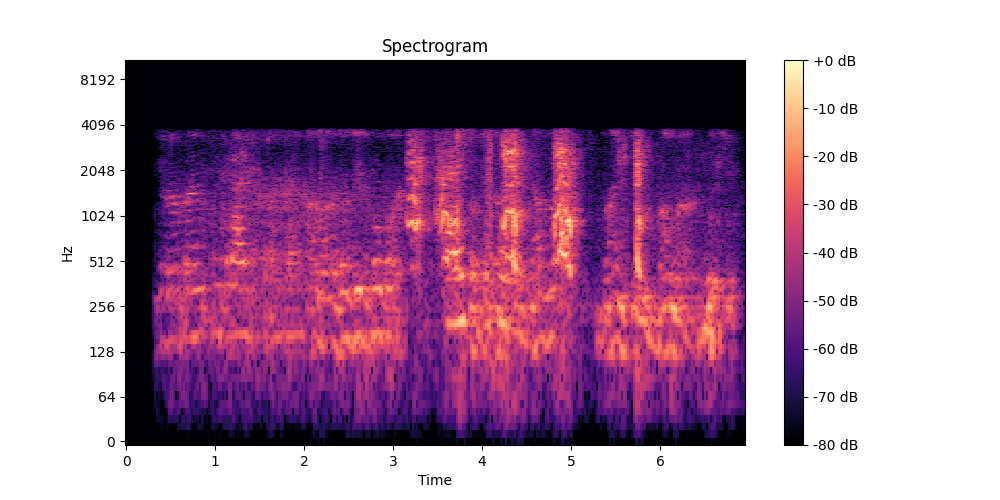 Spectrogram
8192
4096
2048
1024
512
256
128
64
0
Hz
0 1 2 3 4 5 6
Time
+0 dB
-10 dB
-20 dB
-30 dB
-40 dB
-50 dB
-60 dB
-70 dB
-80 dB